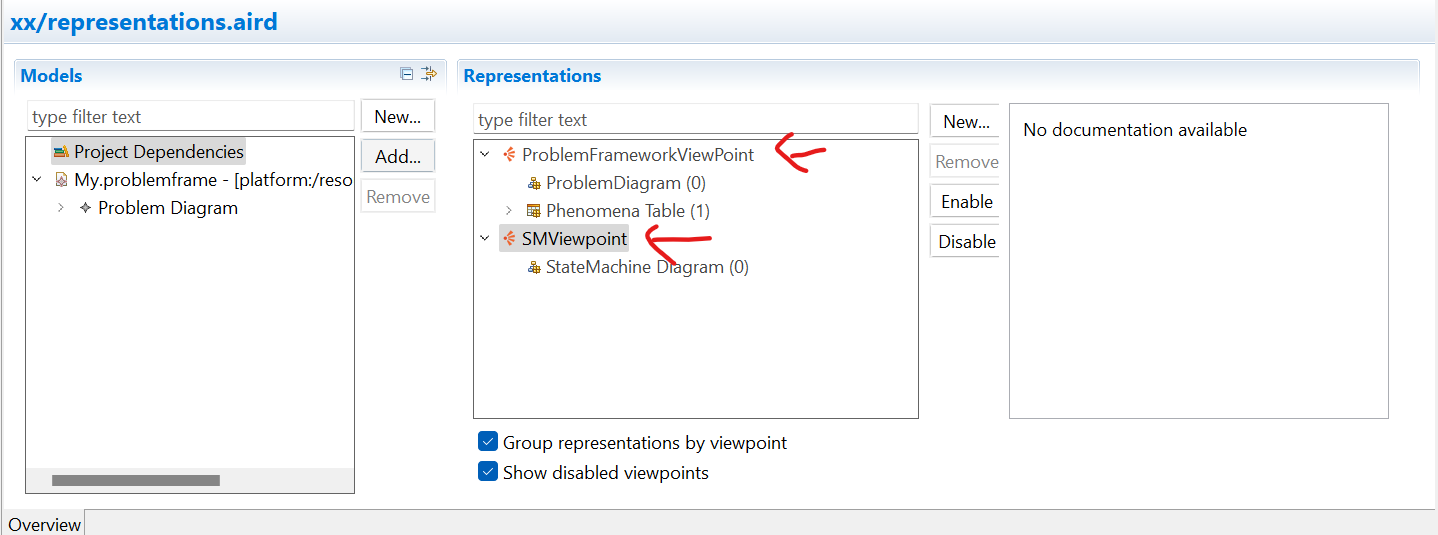 xx/representations.aird
Models
type filter text
New...
Project Dependencies
Add...
My.problemframe - [platform:/reso
Remove
Problem Diagram
Representations
type filter text
New...
ProblemFrameworkViewPoint
Remove
ProblemDiagram (0)
Enable
Phenomena Table (1)
SMViewpoint
Disable
StateMachine Diagram (0)
No documentation available
Group representations by viewpoint
Show disabled viewpoints
Overview